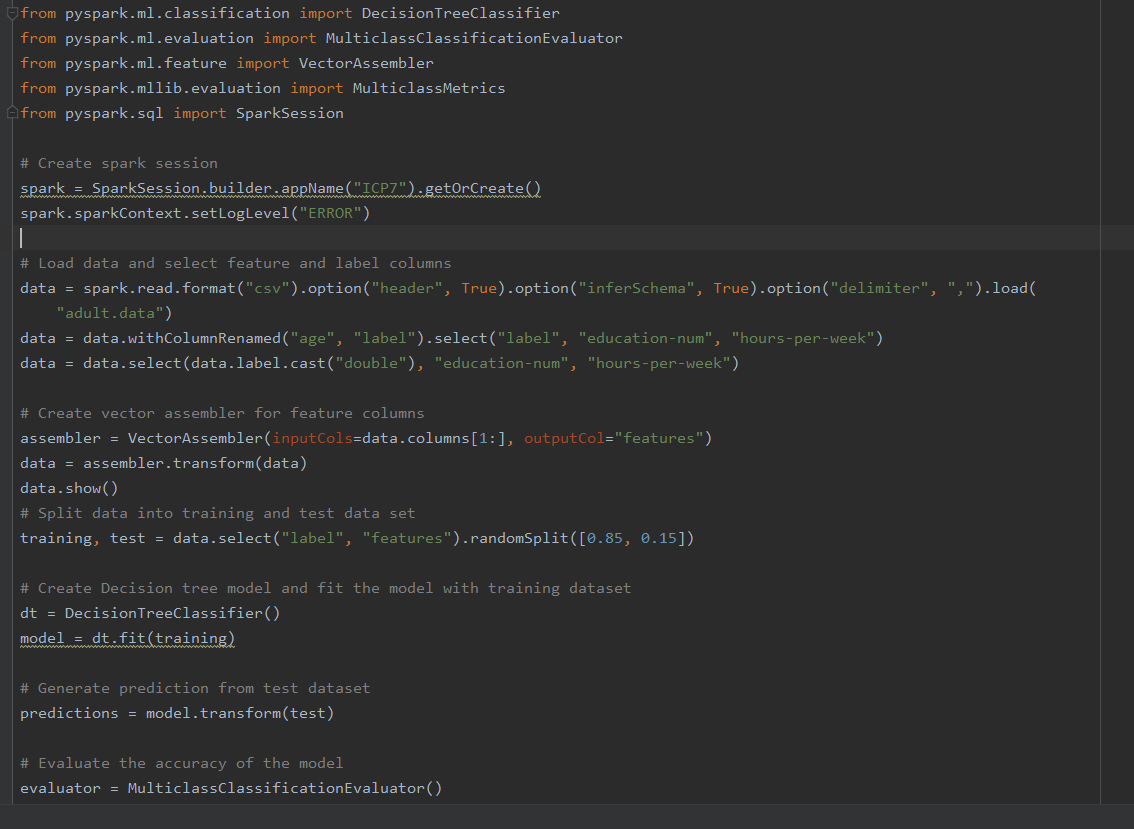 from pyspark.ml.classification import DecisionTreeClassifier
from pyspark.ml.evaluation import MulticlassClassificationEvaluator
from pyspark.ml.feature import VectorAssembler
from pyspark.mllib.evaluation import MulticlassMetrics
from pyspark.sql import SparkSession

# Create spark session
spark = SparkSession.builder.appName("ICP7").getOrCreate()
spark.sparkContext.setLogLevel("ERROR")

# Load data and select feature and label columns
data = spark.read.format("csv").option("header", True).option("inferSchema", True).option("delimiter", ",").load(
    "adult.data")
data = data.withColumnRenamed("age", "label").select("label", "education-num", "hours-per-week")
data = data.select(data.label.cast("double"), "education-num", "hours-per-week")

# Create vector assembler for feature columns
assembler = VectorAssembler(inputCols=data.columns[1:], outputCol="features")
data = assembler.transform(data)
data.show()
# Split data into training and test data set
training, test = data.select("label", "features").randomSplit([0.85, 0.15])

# Create Decision tree model and fit the model with training dataset
dt = DecisionTreeClassifier()
model = dt.fit(training)

# Generate prediction from test dataset
predictions = model.transform(test)

# Evaluate the accuracy of the model
evaluator = MulticlassClassificationEvaluator()